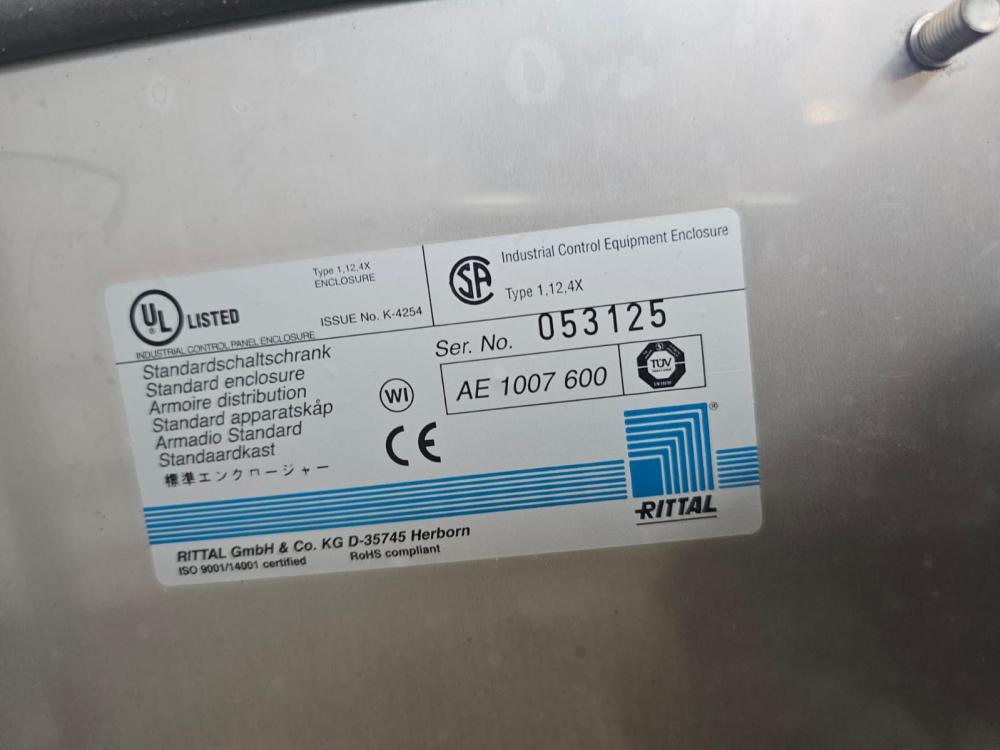 UL® LISTED
Type 1,12,4X
ENCLOSURE
ISSUE No. K-4254
INDUSTRIAL CONTROL PANEL ENCLOSURE
SA Industrial Control Equipment Enclosure
Type 1,12,4X
Standardschaltschrank
Standard enclosure
Armoire distribution
Standard apparatskåp
Armadio Standard
Standaardkast
標準エンクロージャー
WI
CE
Ser. No. 053125
AE 1007 600
TÜV
®
RITTAL
RITTAL GmbH & Co. KG D-35745 Herborn
ISO 9001/14001 certified RoHS compliant